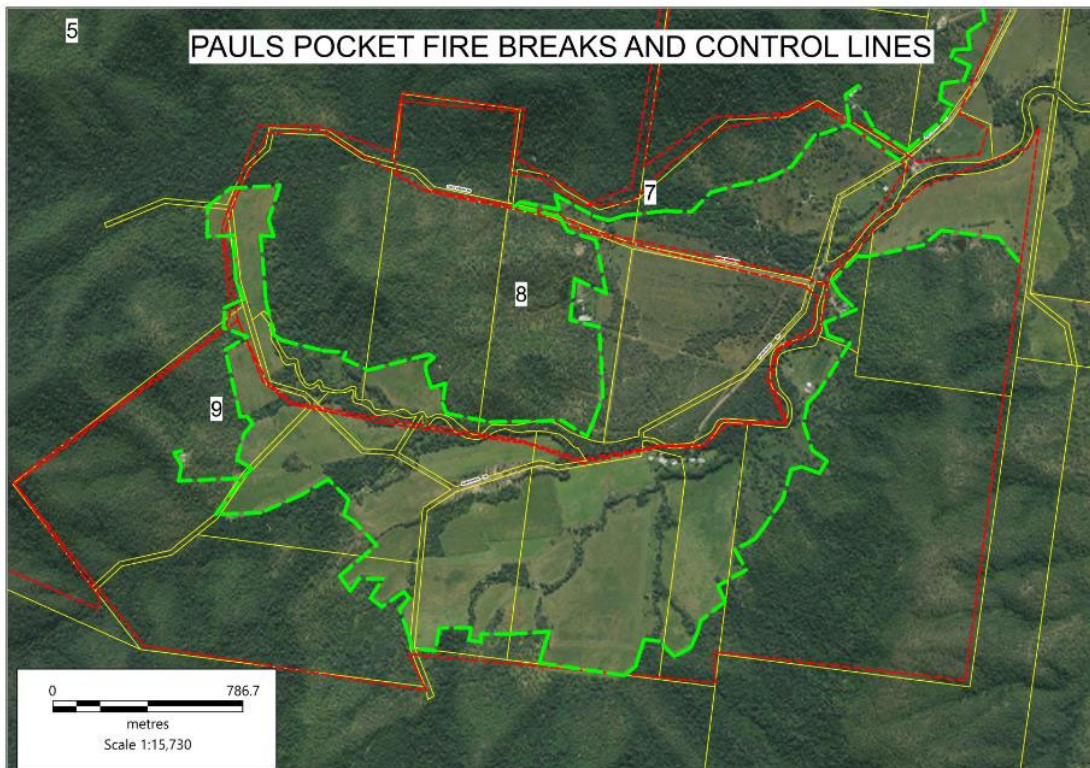 5
PAULS POCKET FIRE BREAKS AND CONTROL LINES
7
8
9
0 786.7
metres
Scale 1:15,730